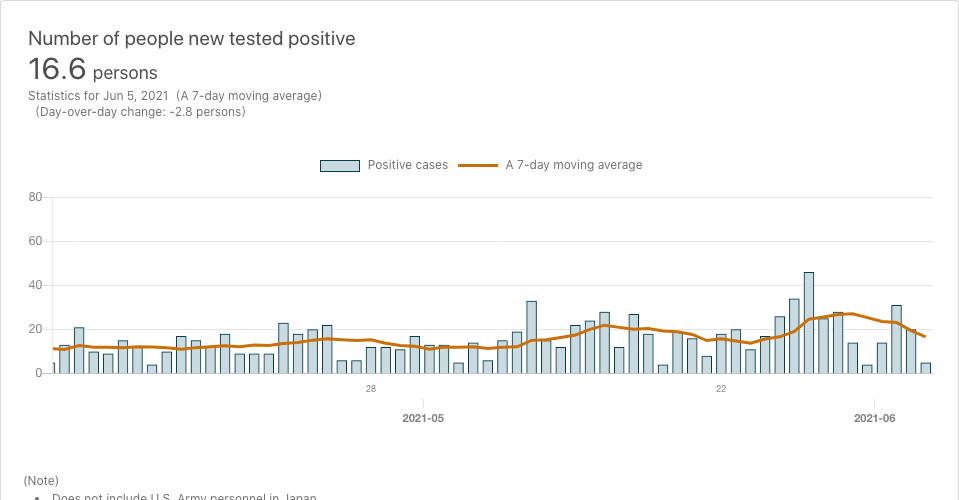 Number of people new tested positive
16.6 persons
Statistics for Jun 5, 2021 (A 7-day moving average)
(Day-over-day change: -2.8 persons)
Positive cases A 7-day moving average
80
60
40
20
0
28 22
2021-05 2021-06
(Note)
• Does not include U.S. Army personnel in Japan